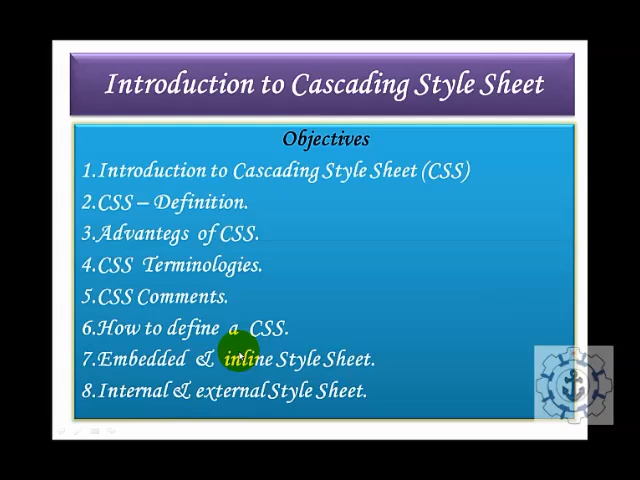 Introduction to Cascading Style Sheet
Objectives
1.Introduction to Cascading Style Sheet (CSS)
2.CSS – Definition.
3.Advantegs of CSS.
4.CSS Terminologies.
5.CSS Comments.
6.How to define a CSS.
7.Embedded & inline Style Sheet.
8.Internal & external Style Sheet.